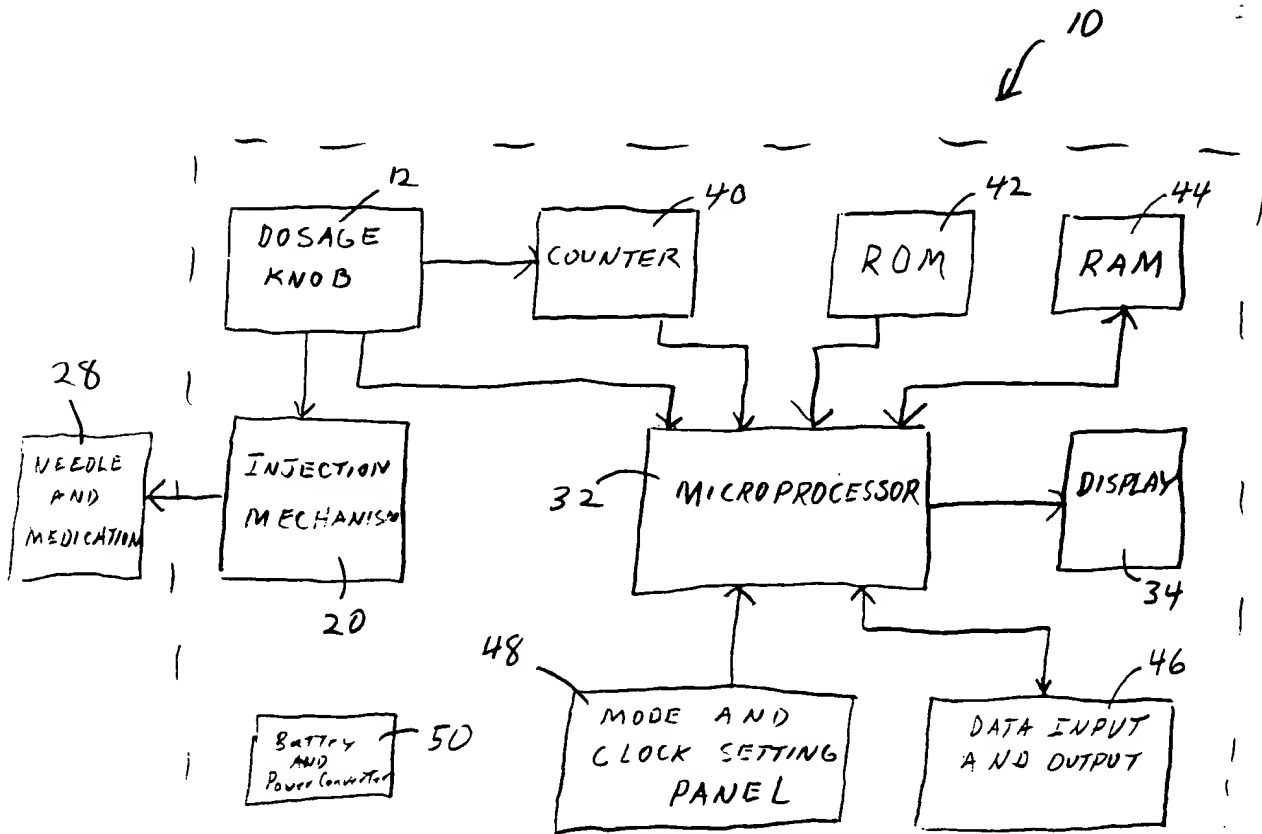 10
12
DOSAGE
KNOB
40
COUNTER
42
ROM
44
RAM
28
NEEDLE
AND
MEDICATION
INJECTION
MECHANISM
20
32
MICROPROCESSOR
DISPLAY
34
48
MODE AND
CLOCK SETTING
PANEL
46
DATA INPUT
AND OUTPUT
Battery
AND
Power Converter
50